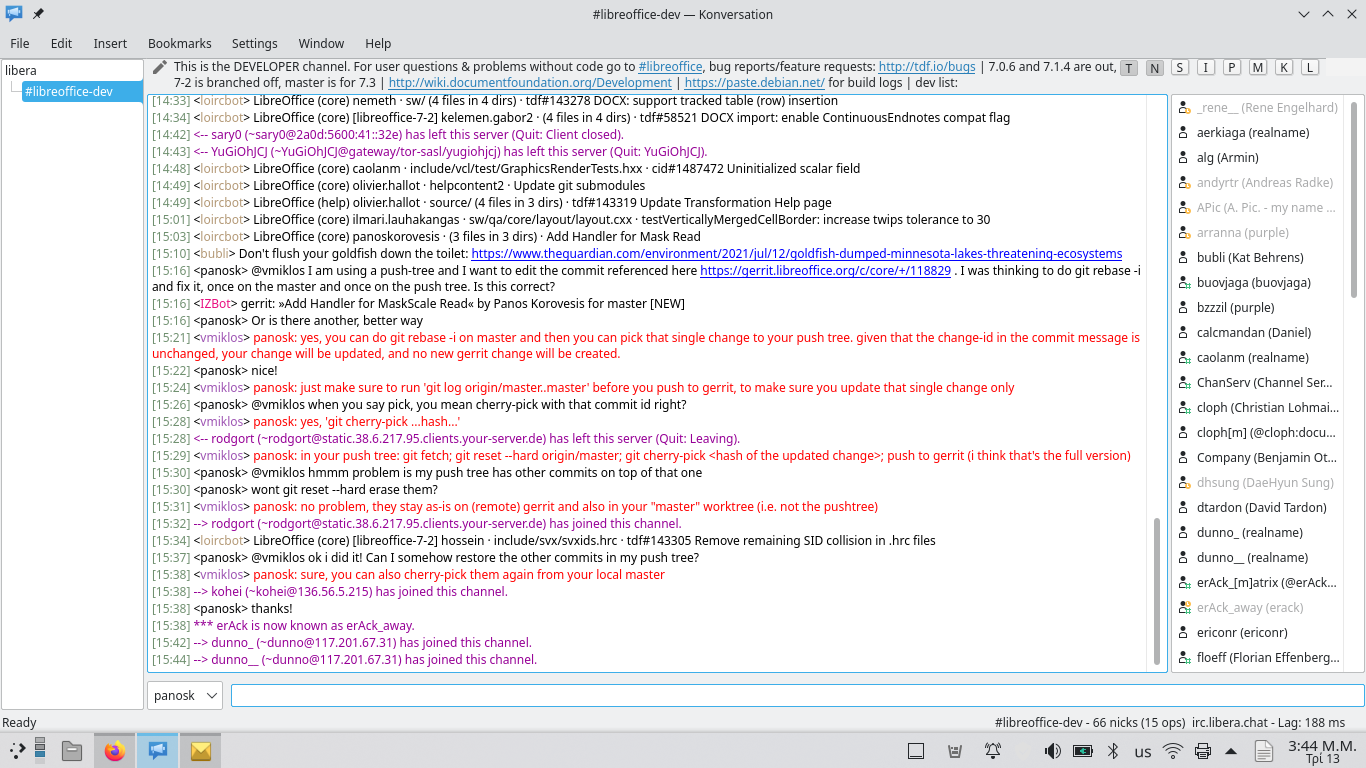 #libreoffice-dev — Konversation
File Edit Insert Bookmarks Settings Window Help
libera
#libreoffice-dev
This is the DEVELOPER channel. For user questions & problems without code go to #libreoffice, bug reports/feature requests: http://tdf.io/bugs | 7.0.6 and 7.1.4 are out,
7-2 is branched off, master is for 7.3 | http://wiki.documentfoundation.org/Development | https://paste.debian.net/ for build logs | dev list:
T N S I P M K L
[14:33] <loircbot> LibreOffice (core) nemeth · sw/ (4 files in 4 dirs) · tdf#143278 DOCX: support tracked table (row) insertion
[14:34] <loircbot> LibreOffice (core) [libreoffice-7-2] kelemen.gabor2 · (4 files in 4 dirs) · tdf#58521 DOCX import: enable ContinuousEndnotes compat flag
[14:42] <-- sary0 (~sary0@2a0d:5600:41::32e) has left this server (Quit: Client closed).
[14:43] <-- YuGiOhJCJ (~YuGiOhJCJ@gateway/tor-sasl/yugiohjcj) has left this server (Quit: YuGiOhJCJ).
[14:48] <loircbot> LibreOffice (core) caolanm · include/vcl/test/GraphicsRenderTests.hxx · cid#1487472 Uninitialized scalar field
[14:49] <loircbot> LibreOffice (core) olivier.hallot · helpcontent2 · Update git submodules
[14:49] <loircbot> LibreOffice (help) olivier.hallot · source/ (4 files in 3 dirs) · tdf#143319 Update Transformation Help page
[15:01] <loircbot> LibreOffice (core) ilmari.lauhakangas · sw/qa/core/layout/layout.cxx · testVerticallyMergedCellBorder: increase twips tolerance to 30
[15:03] <loircbot> LibreOffice (core) panoskorovesis · (3 files in 3 dirs) · Add Handler for Mask Read
[15:10] <bubli> Don't flush your goldfish down the toilet: https://www.theguardian.com/environment/2021/jul/12/goldfish-dumped-minnesota-lakes-threatening-ecosystems
[15:16] <panosk> @vmiklos I am using a push-tree and I want to edit the commit referenced here https://gerrit.libreoffice.org/c/core/+/118829 . I was thinking to do git rebase -i
and fix it, once on the master and once on the push tree. Is this correct?
[15:16] <IZBot> gerrit: »Add Handler for MaskScale Read« by Panos Korovesis for master [NEW]
[15:16] <panosk> Or is there another, better way
[15:21] <vmiklos> panosk: yes, you can do git rebase -i on master and then you can pick that single change to your push tree. given that the change-id in the commit message is
unchanged, your change will be updated, and no new gerrit change will be created.
[15:22] <panosk> nice!
[15:24] <vmiklos> panosk: just make sure to run 'git log origin/master..master' before you push to gerrit, to make sure you update that single change only
[15:26] <panosk> @vmiklos when you say pick, you mean cherry-pick with that commit id right?
[15:28] <vmiklos> panosk: yes, 'git cherry-pick ...hash...'
[15:28] <-- rodgort (~rodgort@static.38.6.217.95.clients.your-server.de) has left this server (Quit: Leaving).
[15:29] <vmiklos> panosk: in your push tree: git fetch; git reset --hard origin/master; git cherry-pick <hash of the updated change>; push to gerrit (i think that's the full version)
[15:30] <panosk> @vmiklos hmmm problem is my push tree has other commits on top of that one
[15:30] <panosk> wont git reset --hard erase them?
[15:31] <vmiklos> panosk: no problem, they stay as-is on (remote) gerrit and also in your "master" worktree (i.e. not the pushtree)
[15:32] --> rodgort (~rodgort@static.38.6.217.95.clients.your-server.de) has joined this channel.
[15:34] <loircbot> LibreOffice (core) [libreoffice-7-2] hossein · include/svx/svxids.hrc · tdf#143305 Remove remaining SID collision in .hrc files
[15:37] <panosk> @vmiklos ok i did it! Can I somehow restore the other commits in my push tree?
[15:38] <vmiklos> panosk: sure, you can also cherry-pick them again from your local master
[15:38] --> kohei (~kohei@136.56.5.215) has joined this channel.
[15:38] <panosk> thanks!
[15:38] *** erAck is now known as erAck_away.
[15:42] --> dunno_ (~dunno@117.201.67.31) has joined this channel.
[15:44] --> dunno__ (~dunno@117.201.67.31) has joined this channel.
_rene__ (Rene Engelhard)
aerkiaga (realname)
alg (Armin)
andyrtr (Andreas Radke)
APic (A. Pic. - my name ...
arranna (purple)
bubli (Kat Behrens)
buovjaga (buovjaga)
bzzzil (purple)
calcmandan (Daniel)
caolanm (realname)
ChanServ (Channel Ser...
cloph (Christian Lohmai...
cloph[m] (@cloph:docu...
Company (Benjamin Ot...
dhsung (DaeHyun Sung)
dtardon (David Tardon)
dunno_ (realname)
dunno__ (realname)
erAck_[m]atrix (@erAck...
erAck_away (erack)
ericonr (ericonr)
floeff (Florian Effenberg...
panosk
Ready
#libreoffice-dev - 66 nicks (15 ops) irc.libera.chat - Lag: 188 ms
us
3:44 Μ.Μ.
Τρί 13